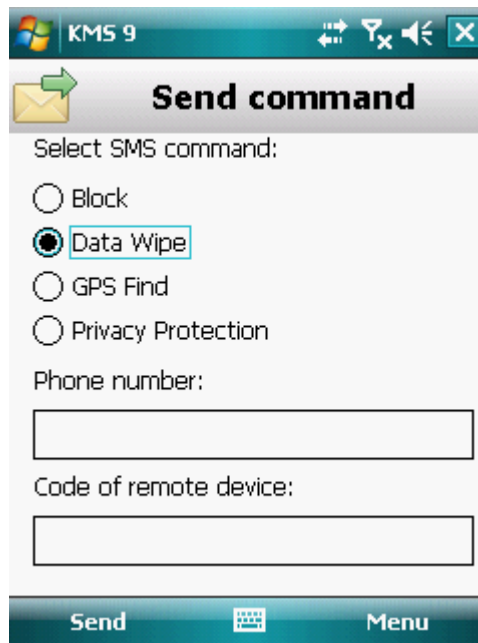 KMS 9
Send command
Select SMS command:
Block
Data Wipe
GPS Find
Privacy Protection
Phone number:
Code of remote device:
Send Menu